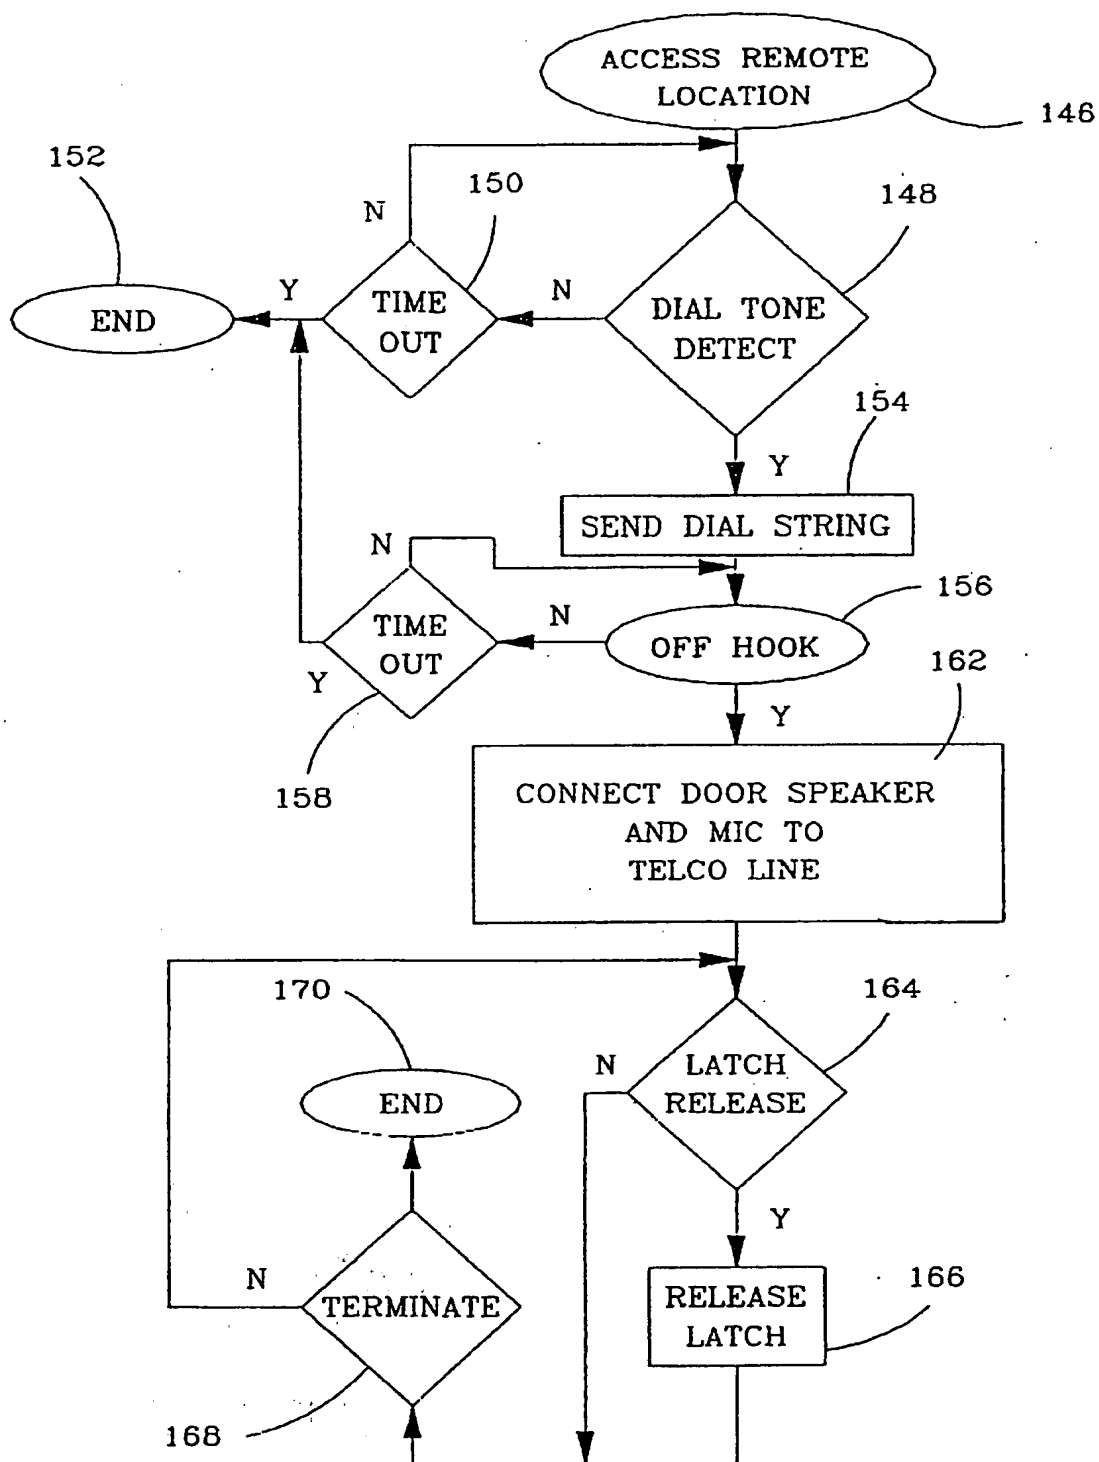 ACCESS REMOTE
LOCATION
146
152
150
148
N
TIME
OUT
Y
END
N
DIAL TONE
DETECT
154
Y
SEND DIAL STRING
N
156
TIME
OUT
N
OFF HOOK
162
Y
Y
158
CONNECT DOOR SPEAKER
AND MIC TO
TELCO LINE
170
164
N
LATCH
RELEASE
END
Y
166
N
TERMINATE
RELEASE
LATCH
168